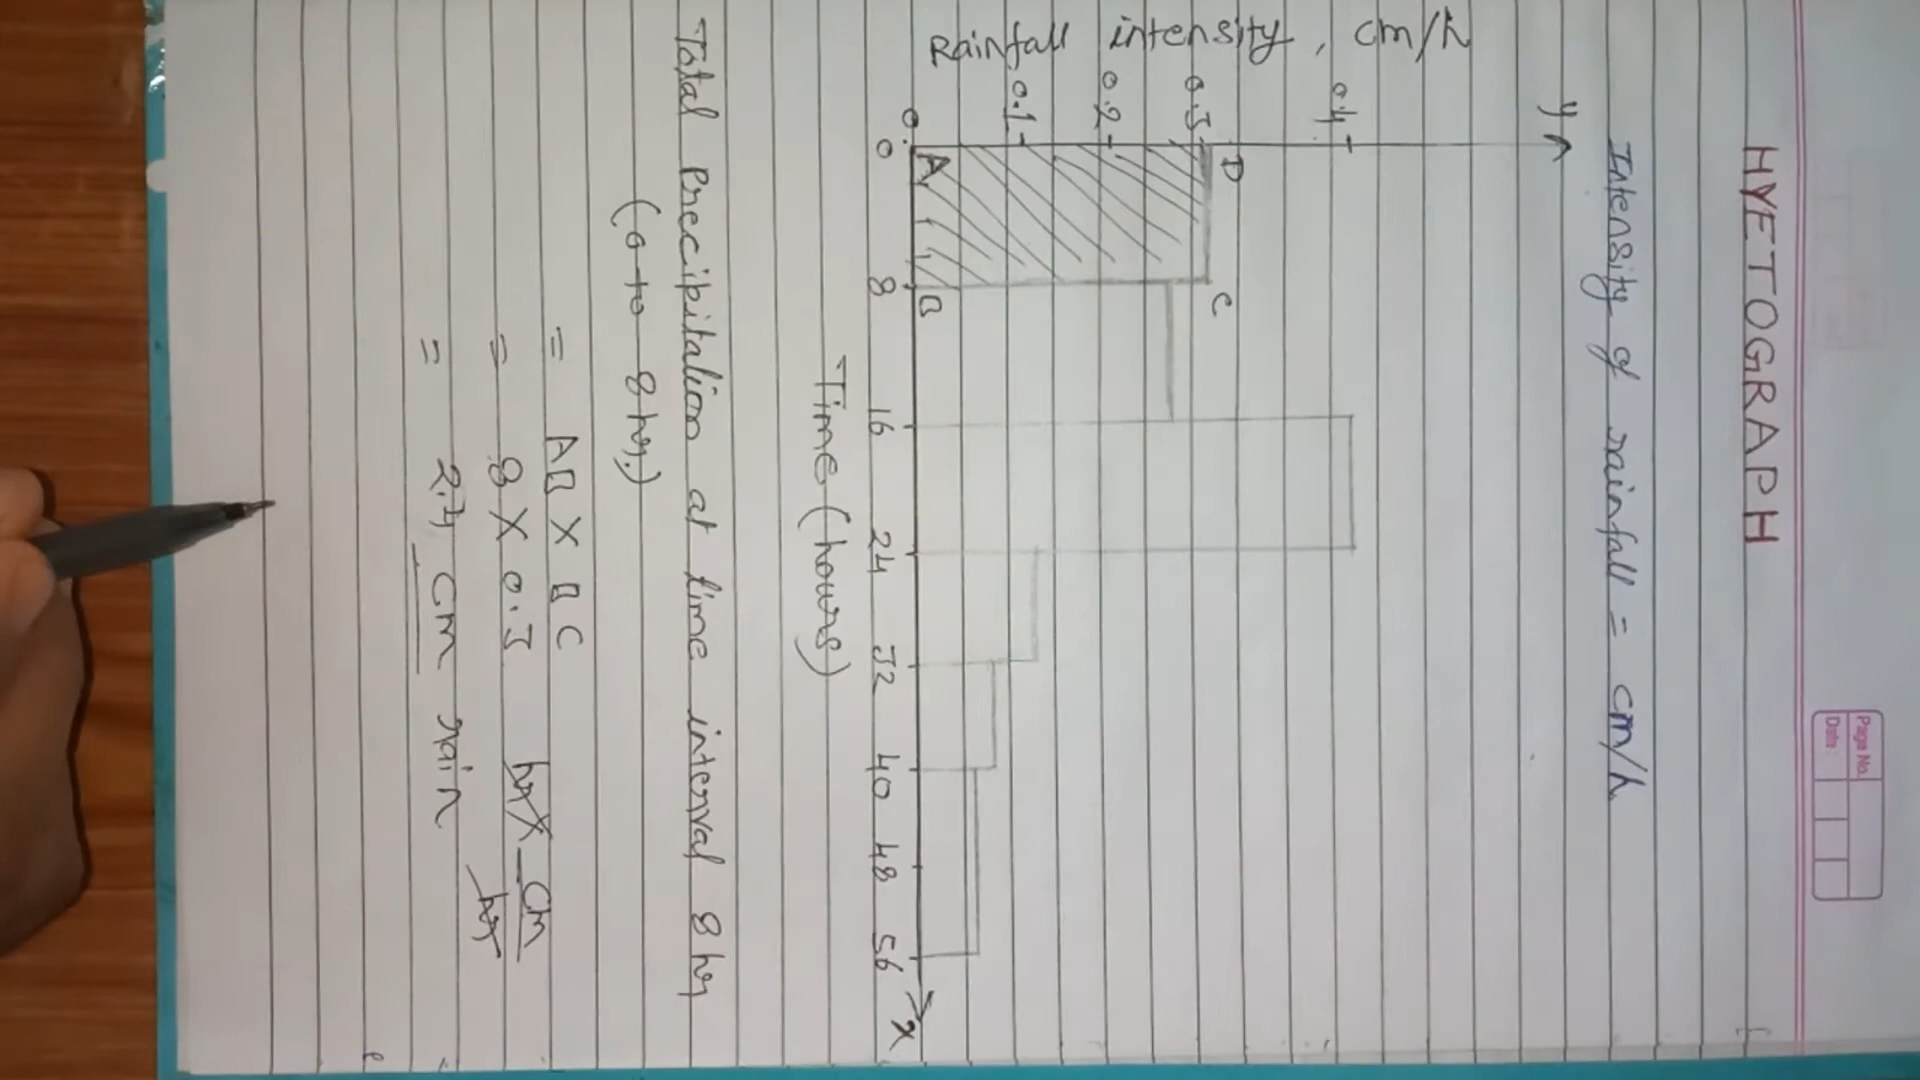 Page No.
Date
HYETOGRAPH
Intensity of rainfall = cm/h
y
Rainfall intensity, cm/h
0.4
0.3
0.2
0.1
0
D
C
A
B
0 8 16 24 32 40 48 56 x
Time (hours)
Total Precipitation at time interval 8 hr
(0 to 8 hr.)
= AB X BC
= 8 X 0.3 hr X cm/hr
= 2.4 cm rain